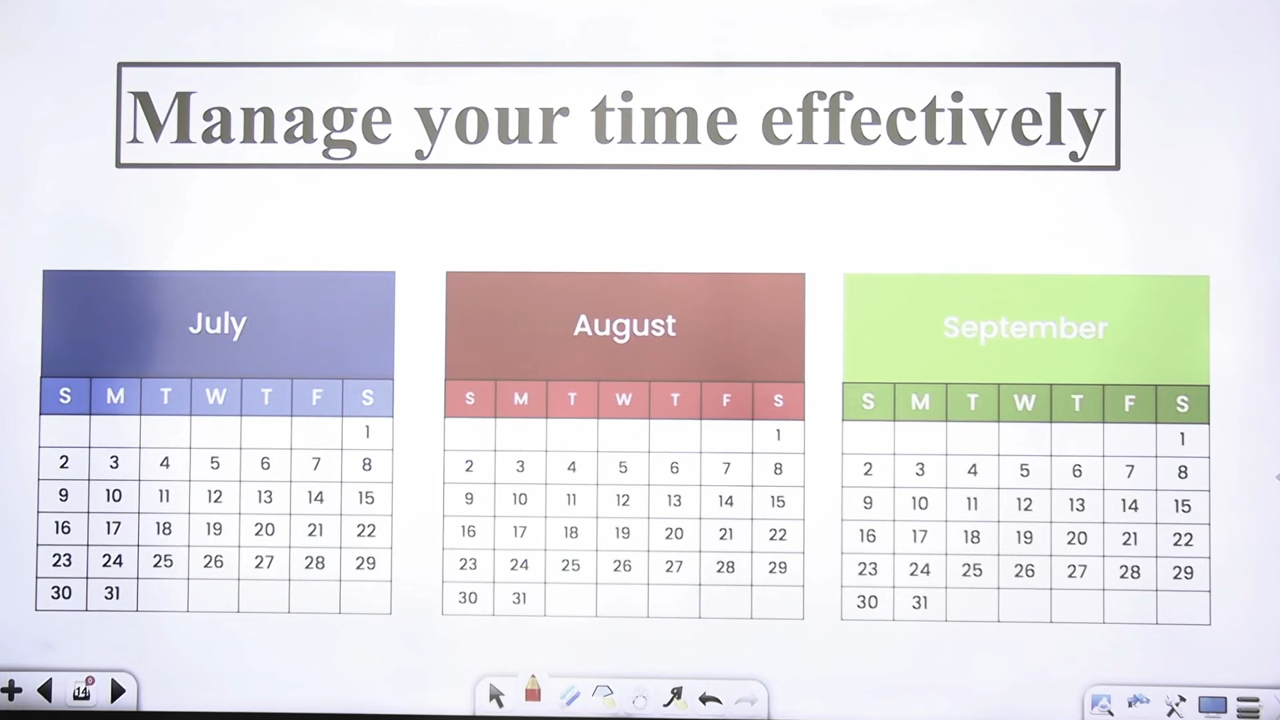 Manage your time effectively
July
S M T W T F S
1
2 3 4 5 6 7 8
9 10 11 12 13 14 15
16 17 18 19 20 21 22
23 24 25 26 27 28 29
30 31
August
S M T W T F S
1
2 3 4 5 6 7 8
9 10 11 12 13 14 15
16 17 18 19 20 21 22
23 24 25 26 27 28 29
30 31
September
S M T W T F S
1
2 3 4 5 6 7 8
9 10 11 12 13 14 15
16 17 18 19 20 21 22
23 24 25 26 27 28 29
30 31
14